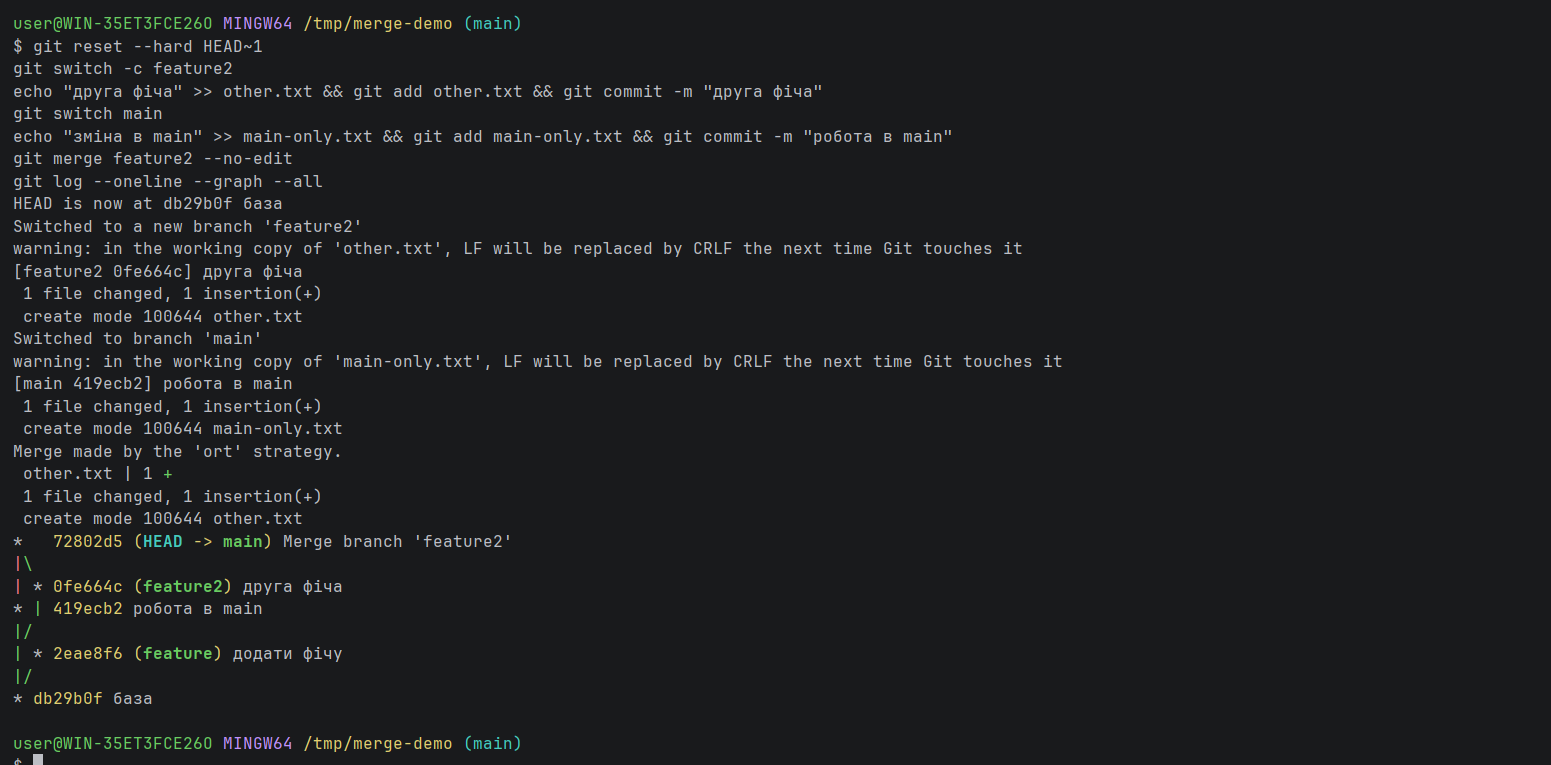 user@WIN-35ET3FCE26O MINGW64 /tmp/merge-demo (main)
$ git reset --hard HEAD~1
git switch -c feature2
echo "друга фіча" >> other.txt && git add other.txt && git commit -m "друга фіча"
git switch main
echo "зміна в main" >> main-only.txt && git add main-only.txt && git commit -m "робота в main"
git merge feature2 --no-edit
git log --oneline --graph --all
HEAD is now at db29b0f база
Switched to a new branch 'feature2'
warning: in the working copy of 'other.txt', LF will be replaced by CRLF the next time Git touches it
[feature2 0fe664c] друга фіча
 1 file changed, 1 insertion(+)
 create mode 100644 other.txt
Switched to branch 'main'
warning: in the working copy of 'main-only.txt', LF will be replaced by CRLF the next time Git touches it
[main 419ecb2] робота в main
 1 file changed, 1 insertion(+)
 create mode 100644 main-only.txt
Merge made by the 'ort' strategy.
 other.txt | 1 +
 1 file changed, 1 insertion(+)
 create mode 100644 other.txt
*   72802d5 (HEAD -> main) Merge branch 'feature2'
|\
| * 0fe664c (feature2) друга фіча
* | 419ecb2 робота в main
|/
| * 2eae8f6 (feature) додати фічу
|/
* db29b0f база
user@WIN-35ET3FCE26O MINGW64 /tmp/merge-demo (main)
$